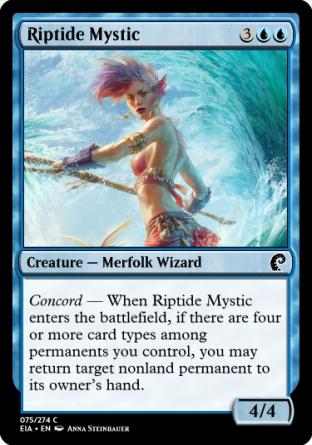 Riptide Mystic 3
Creature — Merfolk Wizard
Concord — When Riptide Mystic
enters the battlefield, if there are four
or more card types among
permanents you control, you may
return target nonland permanent to
its owner's hand.
075/274 C
EIA • EN Anna Steinbauer
4/4